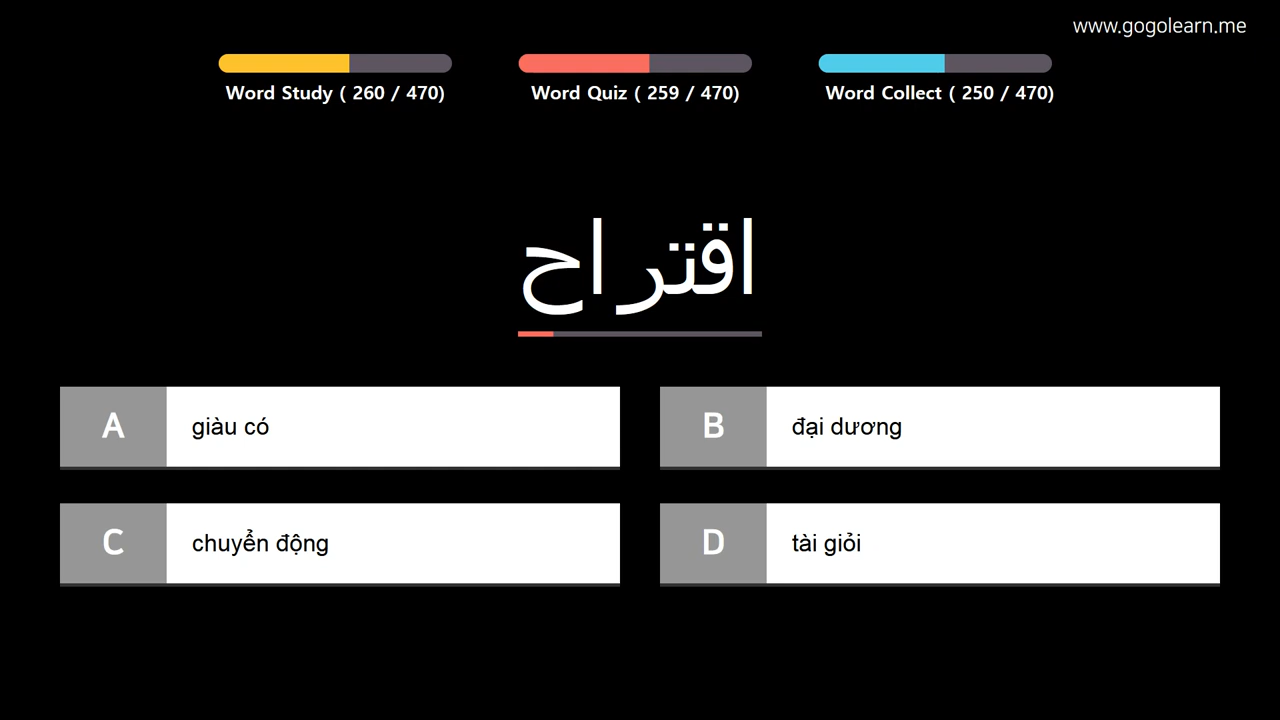 www.gogolearn.me
Word Study ( 260 / 470)
Word Quiz ( 259 / 470)
Word Collect ( 250 / 470)
اقتراح
A giàu có
B đại dương
C chuyển động
D tài giỏi